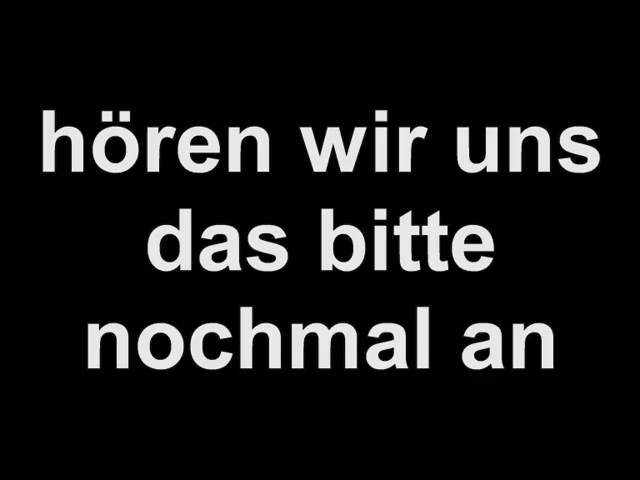 hören wir uns
das bitte
nochmal an